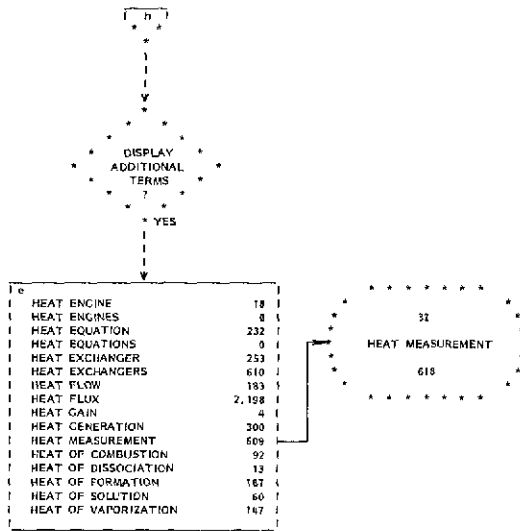 h
DISPLAY
ADDITIONAL
TERMS
?
YES
e
HEAT ENGINE 18
HEAT ENGINES 0
HEAT EQUATION 232
HEAT EQUATIONS 0
HEAT EXCHANGER 253
HEAT EXCHANGERS 610
HEAT FLOW 183
HEAT FLUX 2,198
HEAT GAIN 4
HEAT GENERATION 300
HEAT MEASUREMENT 609
HEAT OF COMBUSTION 92
HEAT OF DISSOCIATION 13
HEAT OF FORMATION 167
HEAT OF SOLUTION 60
HEAT OF VAPORIZATION 147
32
HEAT MEASUREMENT
618